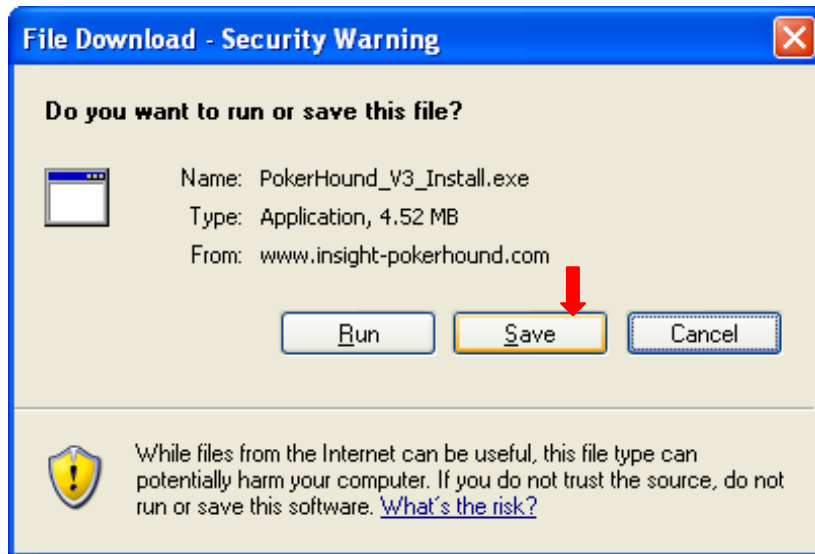 File Download - Security Warning
Do you want to run or save this file?
Name: PokerHound_V3_Install.exe
Type: Application, 4.52 MB
From: www.insight-pokerhound.com
Run Save Cancel
While files from the Internet can be useful, this file type can
potentially harm your computer. If you do not trust the source, do not
run or save this software. What's the risk?